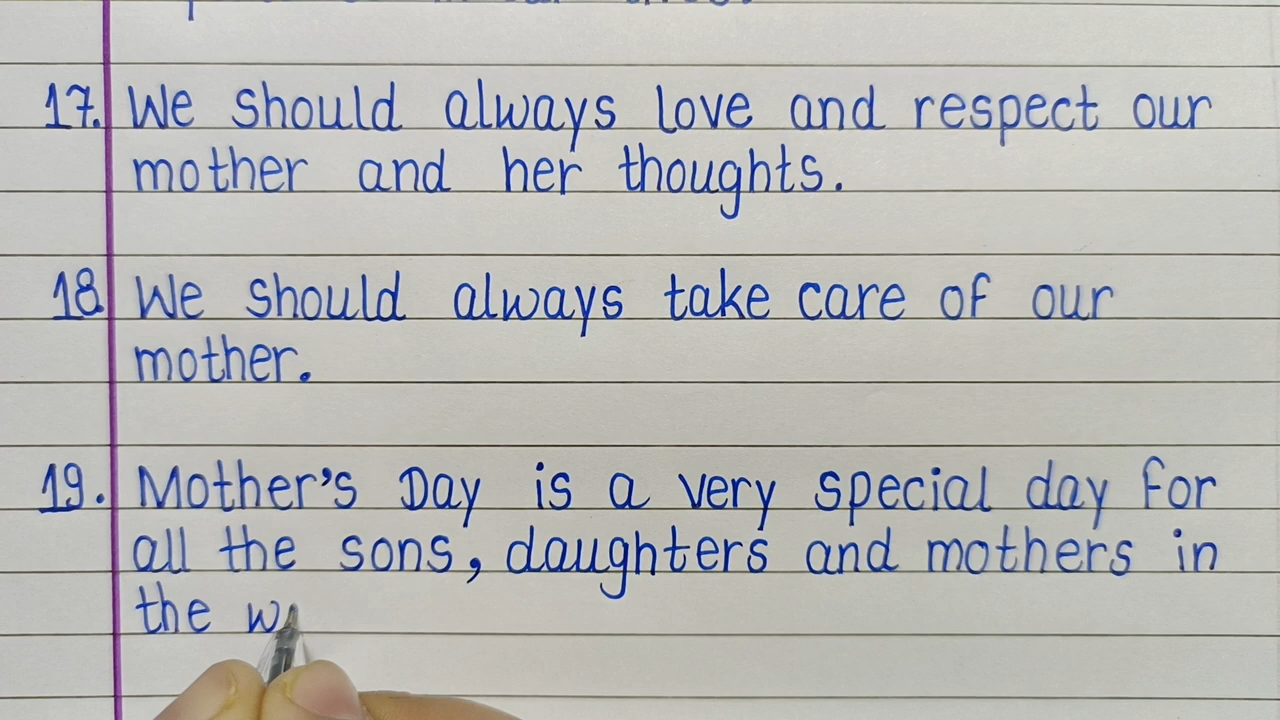 17. We should always love and respect our
mother and her thoughts.
18. We should always take care of our
mother.
19. Mother's Day is a very special day for
all the sons, daughters and mothers in
the w